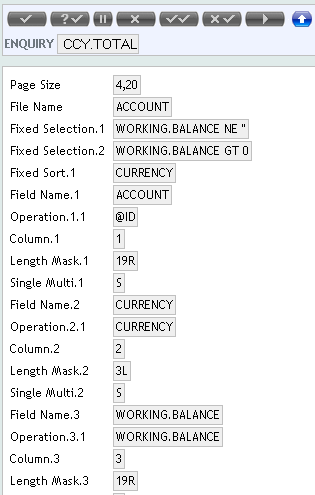 ENQUIRY CCY.TOTAL
Page Size 4,20
File Name ACCOUNT
Fixed Selection.1 WORKING.BALANCE NE "
Fixed Selection.2 WORKING.BALANCE GT 0
Fixed Sort.1 CURRENCY
Field Name.1 ACCOUNT
Operation.1.1 @ID
Column.1 1
Length Mask.1 19R
Single Multi.1 S
Field Name.2 CURRENCY
Operation.2.1 CURRENCY
Column.2 2
Length Mask.2 3L
Single Multi.2 S
Field Name.3 WORKING.BALANCE
Operation.3.1 WORKING.BALANCE
Column.3 3
Length Mask.3 19R